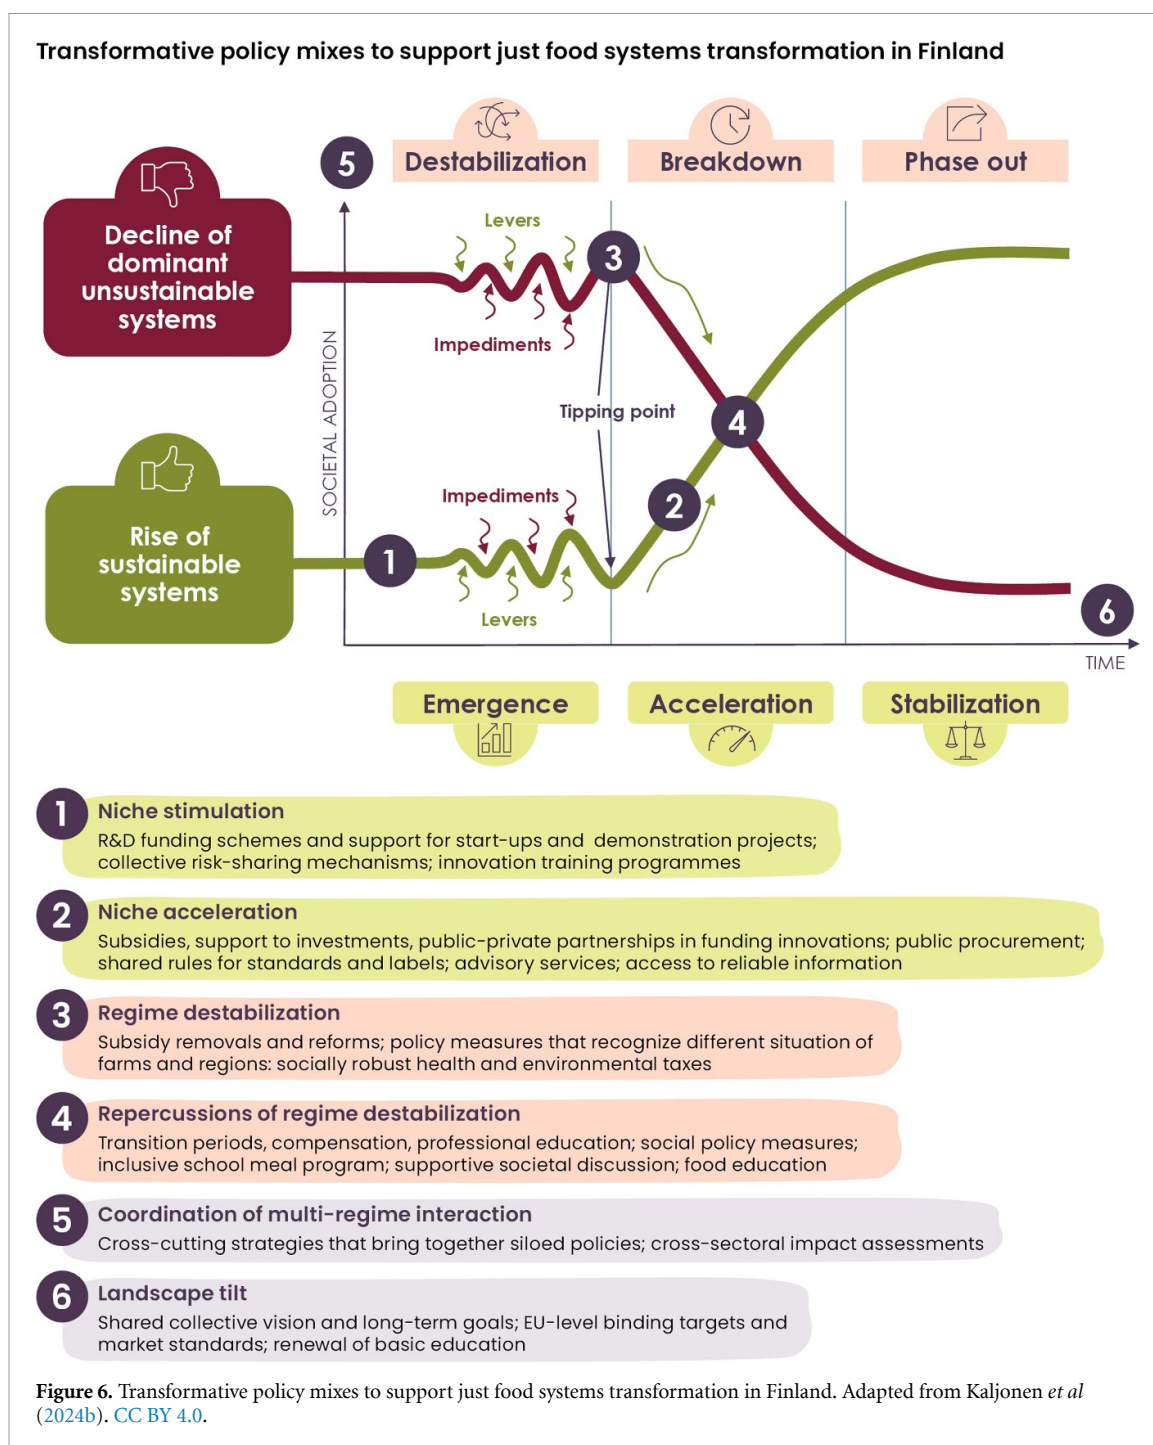 Transformative policy mixes to support just food systems transformation in Finland
5
Destabilization
Breakdown
Phase out
Decline of
dominant
unsustainable
systems
Levers
3
Impediments
SOCIETAL ADOPTION
Tipping point
4
Rise of
sustainable
systems
Impediments
2
1
Levers
6
TIME
Emergence
Acceleration
Stabilization
1
Niche stimulation
R&D funding schemes and support for start-ups and demonstration projects;
collective risk-sharing mechanisms; innovation training programmes
2
Niche acceleration
Subsidies, support to investments, public-private partnerships in funding innovations; public procurement;
shared rules for standards and labels; advisory services; access to reliable information
3
Regime destabilization
Subsidy removals and reforms; policy measures that recognize different situation of
farms and regions: socially robust health and environmental taxes
4
Repercussions of regime destabilization
Transition periods, compensation, professional education; social policy measures;
inclusive school meal program; supportive societal discussion; food education
5
Coordination of multi-regime interaction
Cross-cutting strategies that bring together siloed policies; cross-sectoral impact assessments
6
Landscape tilt
Shared collective vision and long-term goals; EU-level binding targets and
market standards; renewal of basic education
Figure 6. Transformative policy mixes to support just food systems transformation in Finland. Adapted from Kaljonen et al
(2024b). CC BY 4.0.